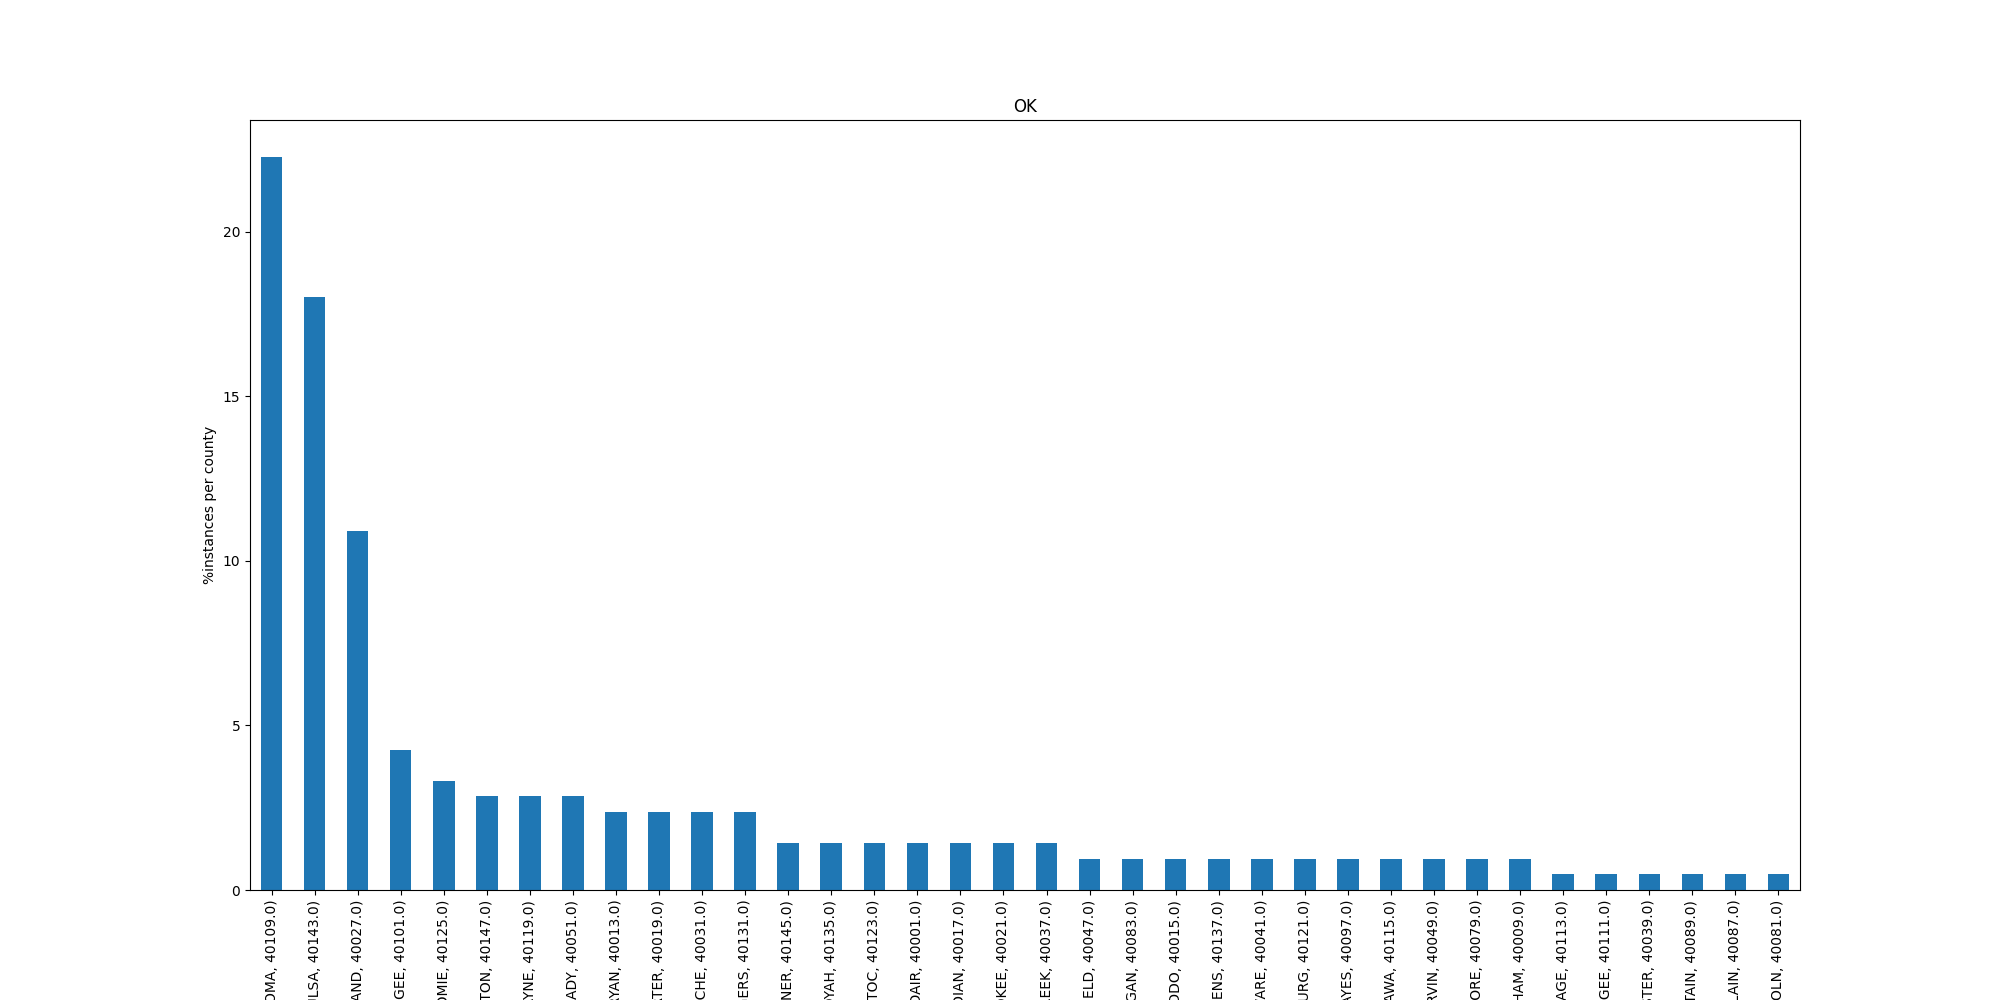 OK
%instances per county
20
15
10
5
0
OMA, 40109.0)
LSA, 40143.0)
AND, 40027.0)
GEE, 40101.0)
OMIE, 40125.0)
TON, 40147.0)
YNE, 40119.0)
ADY, 40051.0)
YAN, 40013.0)
TER, 40019.0)
CHE, 40031.0)
ERS, 40131.0)
NER, 40145.0)
YAH, 40135.0)
TOC, 40123.0)
DAIR, 40001.0)
DIAN, 40017.0)
OKEE, 40021.0)
EEK, 40037.0)
ELD, 40047.0)
GAN, 40083.0)
DDO, 40015.0)
ENS, 40137.0)
ARE, 40041.0)
URG, 40121.0)
AYES, 40097.0)
AWA, 40115.0)
RVIN, 40049.0)
ORE, 40079.0)
HAM, 40009.0)
AGE, 40113.0)
GEE, 40111.0)
TER, 40039.0)
TAIN, 40089.0)
LAIN, 40087.0)
OLN, 40081.0)